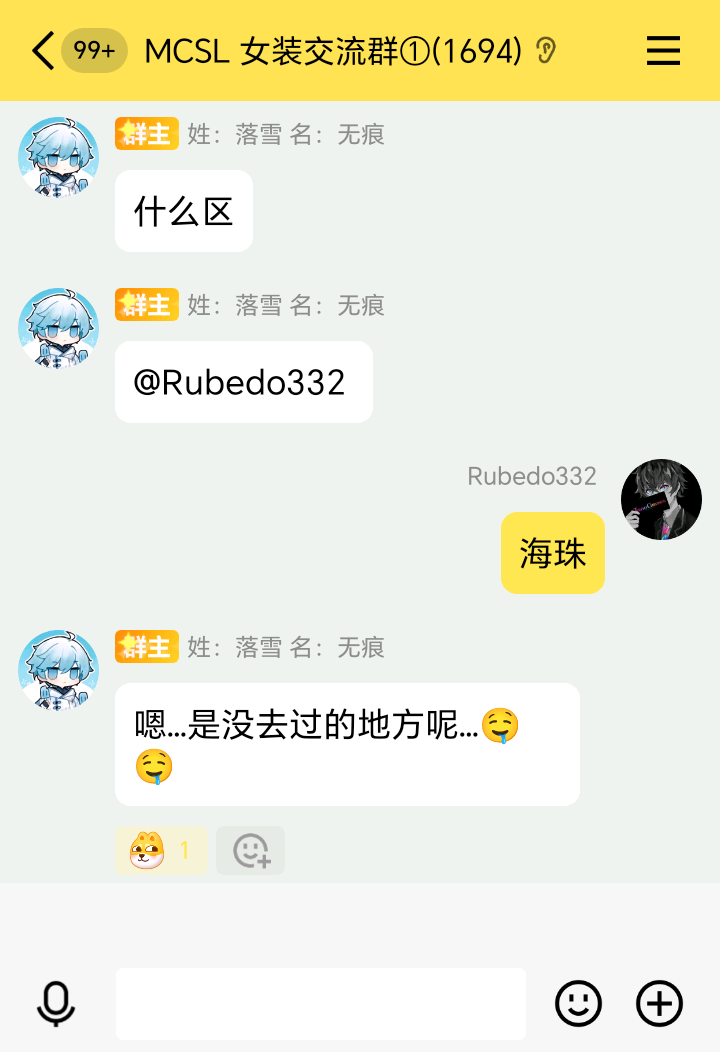 99+ MCSL 女装交流群①(1694)
群主 姓：落雪 名：无痕
什么区
群主 姓：落雪 名：无痕
@Rubedo332
Rubedo332
海珠
群主 姓：落雪 名：无痕
嗯...是没去过的地方呢...🤤
🤤
1